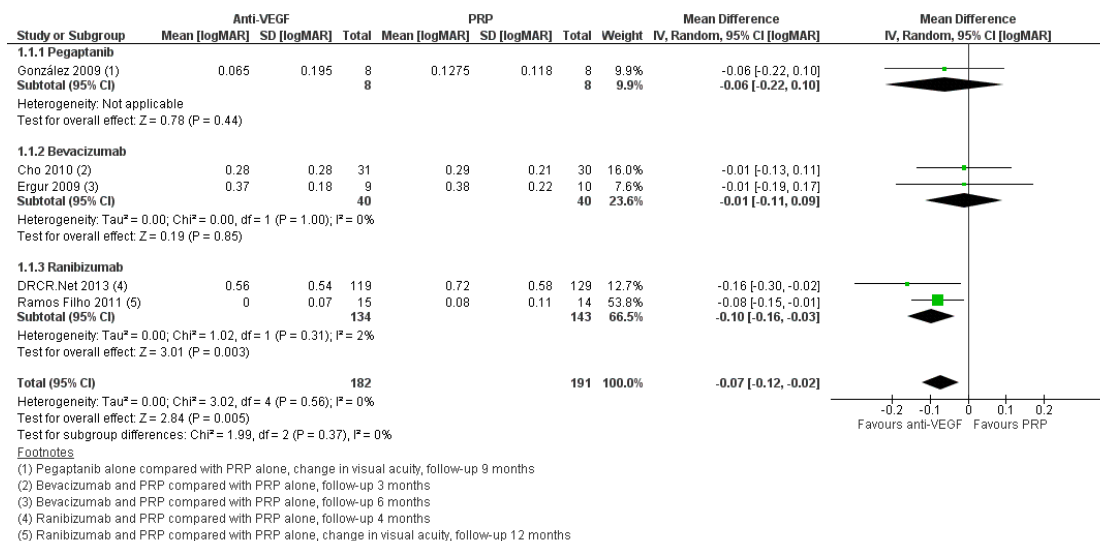 Anti-VEGF PRP Mean Difference Mean Difference
Study or Subgroup Mean [logMAR] SD [logMAR] Total Mean [logMAR] SD [logMAR] Total Weight IV, Random, 95% CI [logMAR] IV, Random, 95% CI [logMAR]
1.1.1 Pegaptanib
González 2009 (1) 0.065 0.195 8 0.1275 0.118 8 9.9% -0.06 [-0.22, 0.10]
Subtotal (95% CI) 8 8 9.9% -0.06 [-0.22, 0.10]
Heterogeneity: Not applicable
Test for overall effect: Z = 0.78 (P = 0.44)
1.1.2 Bevacizumab
Cho 2010 (2) 0.28 0.28 31 0.29 0.21 30 16.0% -0.01 [-0.13, 0.11]
Ergur 2009 (3) 0.37 0.18 9 0.38 0.22 10 7.6% -0.01 [-0.19, 0.17]
Subtotal (95% CI) 40 40 23.6% -0.01 [-0.11, 0.09]
Heterogeneity: Tau² = 0.00; Chi² = 0.00, df = 1 (P = 1.00); I² = 0%
Test for overall effect: Z = 0.19 (P = 0.85)
1.1.3 Ranibizumab
DRCR.Net 2013 (4) 0.56 0.54 119 0.72 0.58 129 12.7% -0.16 [-0.30, -0.02]
Ramos Filho 2011 (5) 0 0.07 15 0.08 0.11 14 53.8% -0.08 [-0.15, -0.01]
Subtotal (95% CI) 134 143 66.5% -0.10 [-0.16, -0.03]
Heterogeneity: Tau² = 0.00; Chi² = 1.02, df = 1 (P = 0.31); I² = 2%
Test for overall effect: Z = 3.01 (P = 0.003)
Total (95% CI) 182 191 100.0% -0.07 [-0.12, -0.02]
Heterogeneity: Tau² = 0.00; Chi² = 3.02, df = 4 (P = 0.56); I² = 0%
Test for overall effect: Z = 2.84 (P = 0.005)
Test for subgroup differences: Chi² = 1.99, df = 2 (P = 0.37), I² = 0%
-0.2 -0.1 0 0.1 0.2
Favours anti-VEGF Favours PRP
Footnotes
(1) Pegaptanib alone compared with PRP alone, change in visual acuity, follow-up 9 months
(2) Bevacizumab and PRP compared with PRP alone, follow-up 3 months
(3) Bevacizumab and PRP compared with PRP alone, follow-up 6 months
(4) Ranibizumab and PRP compared with PRP alone, follow-up 4 months
(5) Ranibizumab and PRP compared with PRP alone, change in visual acuity, follow-up 12 months